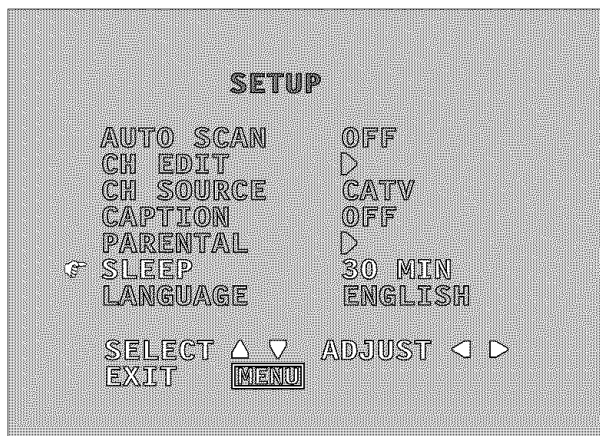 SETUP
AUTO SCAN OFF
CH EDIT ▷
CH SOURCE CATV
CAPTION OFF
PARENTAL ▷
☞ SLEEP 30 MIN
LANGUAGE ENGLISH
SELECT △ ▽ ADJUST ◁ ▷
EXIT MENU